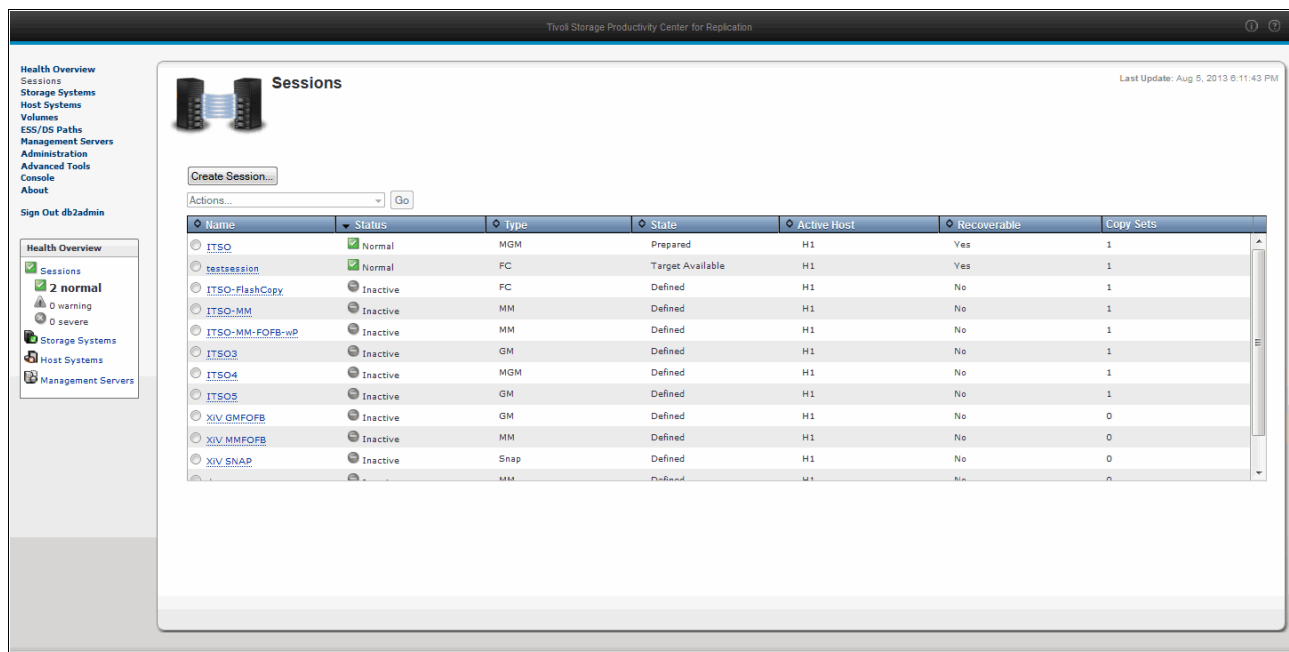 Tivoli Storage Productivity Center for Replication
Health Overview
Sessions
Storage Systems
Host Systems
Volumes
ESS/DS Paths
Management Servers
Administration
Advanced Tools
Console
About
Sign Out db2admin
Health Overview
Sessions
2 normal
0 warning
0 severe
Storage Systems
Host Systems
Management Servers
Sessions
Last Update: Aug 5, 2013 6:11:43 PM
Create Session...
Actions... Go
Name Status Type State Active Host Recoverable Copy Sets
ITSO Normal MGM Prepared H1 Yes 1
testsession Normal FC Target Available H1 Yes 1
ITSO-FlashCopy Inactive FC Defined H1 No 1
ITSO-MM Inactive MM Defined H1 No 1
ITSO-MM-FOFB-wP Inactive MM Defined H1 No 1
ITSO3 Inactive GM Defined H1 No 1
ITSO4 Inactive MGM Defined H1 No 1
ITSO5 Inactive GM Defined H1 No 1
XiV GMFOFB Inactive GM Defined H1 No 0
XiV MMFOFB Inactive MM Defined H1 No 0
XiV SNAP Inactive Snap Defined H1 No 0
MM Defined H1 No 0